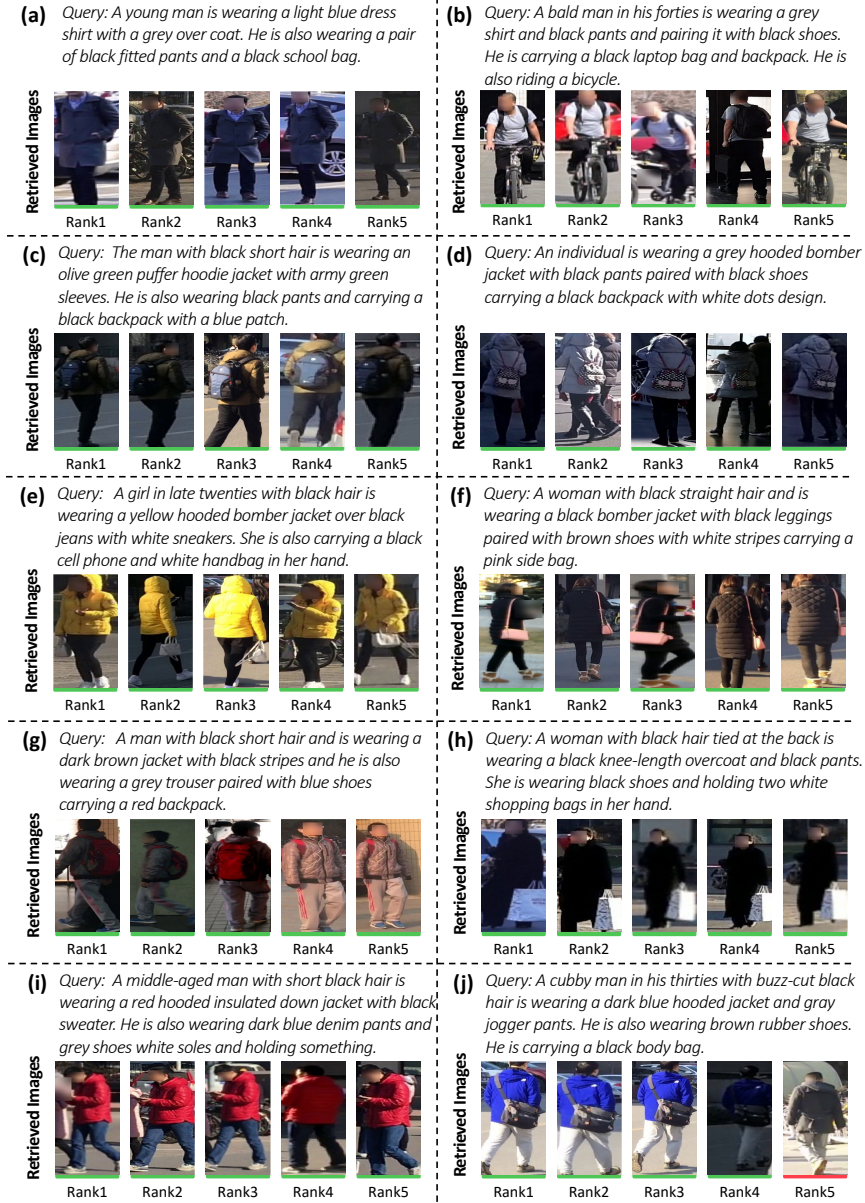 (a) Query: A young man is wearing a light blue dress
shirt with a grey over coat. He is also wearing a pair
of black fitted pants and a black school bag.
Retrieved Images
Rank1 Rank2 Rank3 Rank4 Rank5
(b) Query: A bald man in his forties is wearing a grey
shirt and black pants and pairing it with black shoes.
He is carrying a black laptop bag and backpack. He is
also riding a bicycle.
Retrieved Images
Rank1 Rank2 Rank3 Rank4 Rank5
(c) Query: The man with black short hair is wearing an
olive green puffer hoodie jacket with army green
sleeves. He is also wearing black pants and carrying a
black backpack with a blue patch.
Retrieved Images
Rank1 Rank2 Rank3 Rank4 Rank5
(d) Query: An individual is wearing a grey hooded bomber
jacket with black pants paired with black shoes
carrying a black backpack with white dots design.
Retrieved Images
Rank1 Rank2 Rank3 Rank4 Rank5
(e) Query: A girl in late twenties with black hair is
wearing a yellow hooded bomber jacket over black
jeans with white sneakers. She is also carrying a black
cell phone and white handbag in her hand.
Retrieved Images
Rank1 Rank2 Rank3 Rank4 Rank5
(f) Query: A woman with black straight hair and is
wearing a black bomber jacket with black leggings
paired with brown shoes with white stripes carrying a
pink side bag.
Retrieved Images
Rank1 Rank2 Rank3 Rank4 Rank5
(g) Query: A man with black short hair and is wearing a
dark brown jacket with black stripes and he is also
wearing a grey trouser paired with blue shoes
carrying a red backpack.
Retrieved Images
Rank1 Rank2 Rank3 Rank4 Rank5
(h) Query: A woman with black hair tied at the back is
wearing a black knee-length overcoat and black pants.
She is wearing black shoes and holding two white
shopping bags in her hand.
Retrieved Images
Rank1 Rank2 Rank3 Rank4 Rank5
(i) Query: A middle-aged man with short black hair is
wearing a red hooded insulated down jacket with black
sweater. He is also wearing dark blue denim pants and
grey shoes white soles and holding something.
Retrieved Images
Rank1 Rank2 Rank3 Rank4 Rank5
(j) Query: A cubby man in his thirties with buzz-cut black
hair is wearing a dark blue hooded jacket and gray
jogger pants. He is also wearing brown rubber shoes.
He is carrying a black body bag.
Retrieved Images
Rank1 Rank2 Rank3 Rank4 Rank5